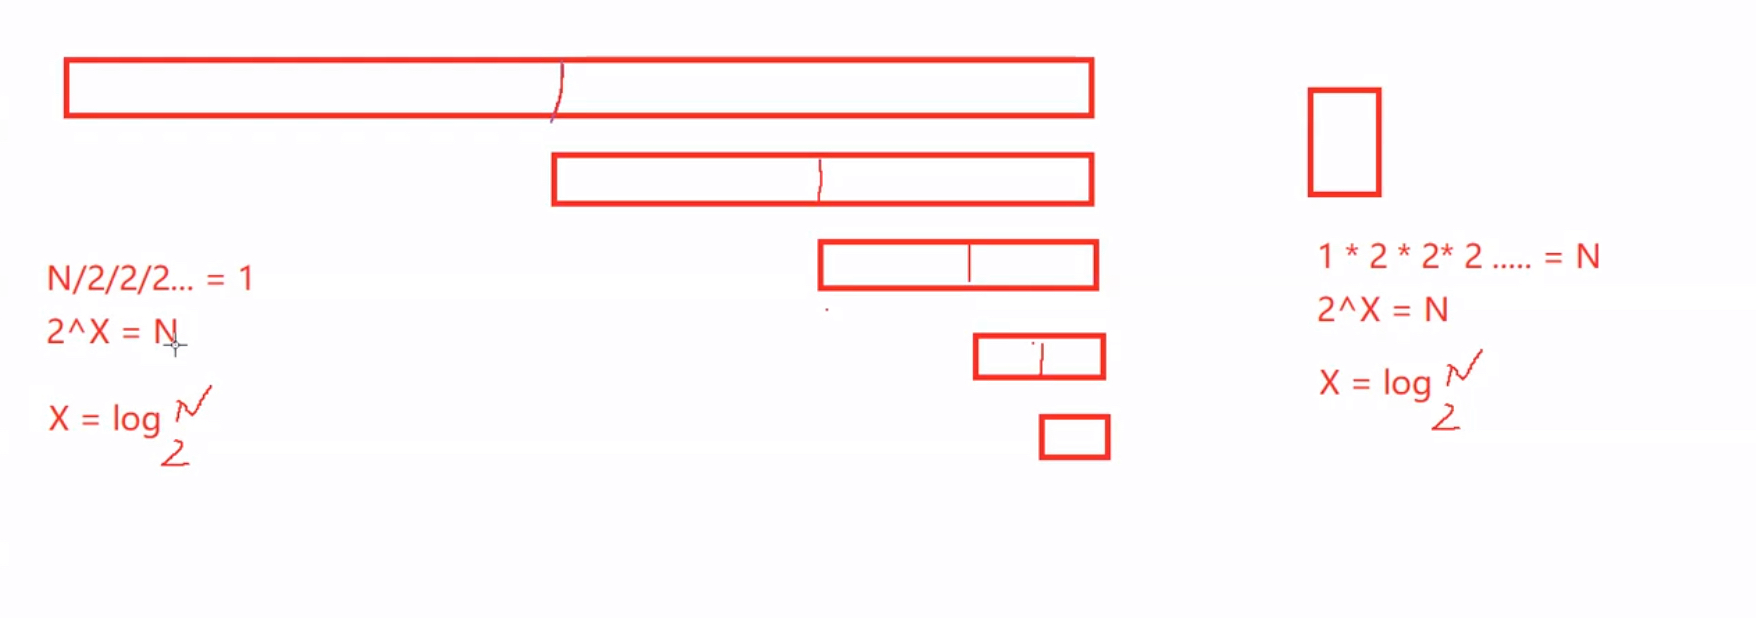 N/2/2/2... = 1
2^X = N
X = log N
2
1 * 2 * 2* 2 ..... = N
2^X = N
X = log N
2